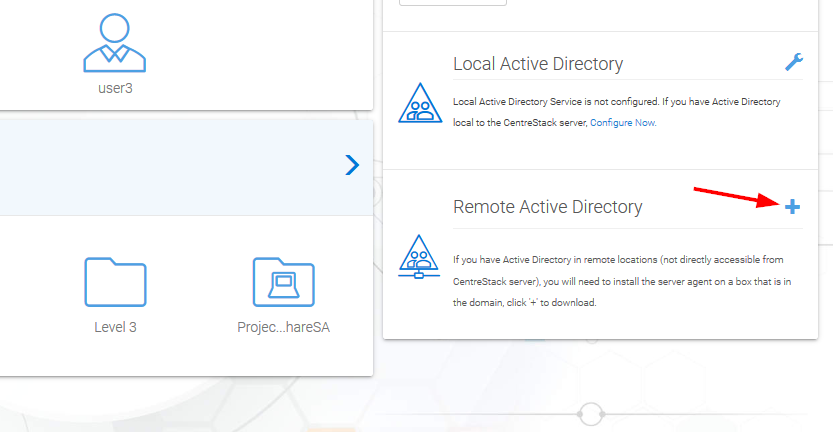 user3
Level 3
Projec...hareSA
Local Active Directory
Local Active Directory Service is not configured. If you have Active Directory
local to the CentreStack server, Configure Now.
Remote Active Directory
If you have Active Directory in remote locations (not directly accessible from
CentreStack server), you will need to install the server agent on a box that is in
the domain, click '+' to download.